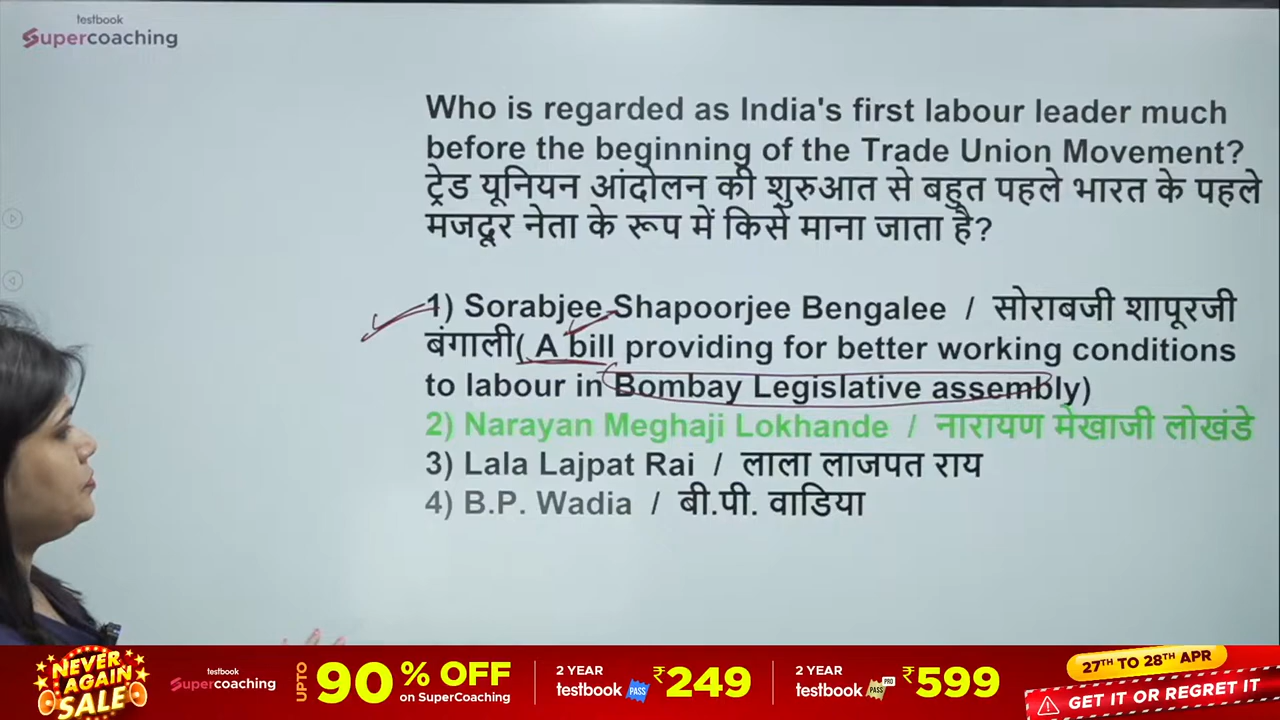 testbook
Supercoaching
Who is regarded as India's first labour leader much
before the beginning of the Trade Union Movement?
ट्रेड यूनियन आंदोलन की शुरुआत से बहुत पहले भारत के पहले
मजदूर नेता के रूप में किसे माना जाता है?
1) Sorabjee Shapoorjee Bengalee / सोराबजी शापूरजी
बंगाली( A bill providing for better working conditions
to labour in Bombay Legislative assembly)
2) Narayan Meghaji Lokhande / नारायण मेखाजी लोखंडे
3) Lala Lajpat Rai / लाला लाजपत राय
4) B.P. Wadia / बी.पी. वाडिया
NEVER
AGAIN
SALE
testbook
Supercoaching
UPTO
90% OFF
on SuperCoaching
2 YEAR
testbook PASS
₹249
2 YEAR
testbook PASS PRO
₹599
27TH TO 28TH APR
GET IT OR REGRET IT